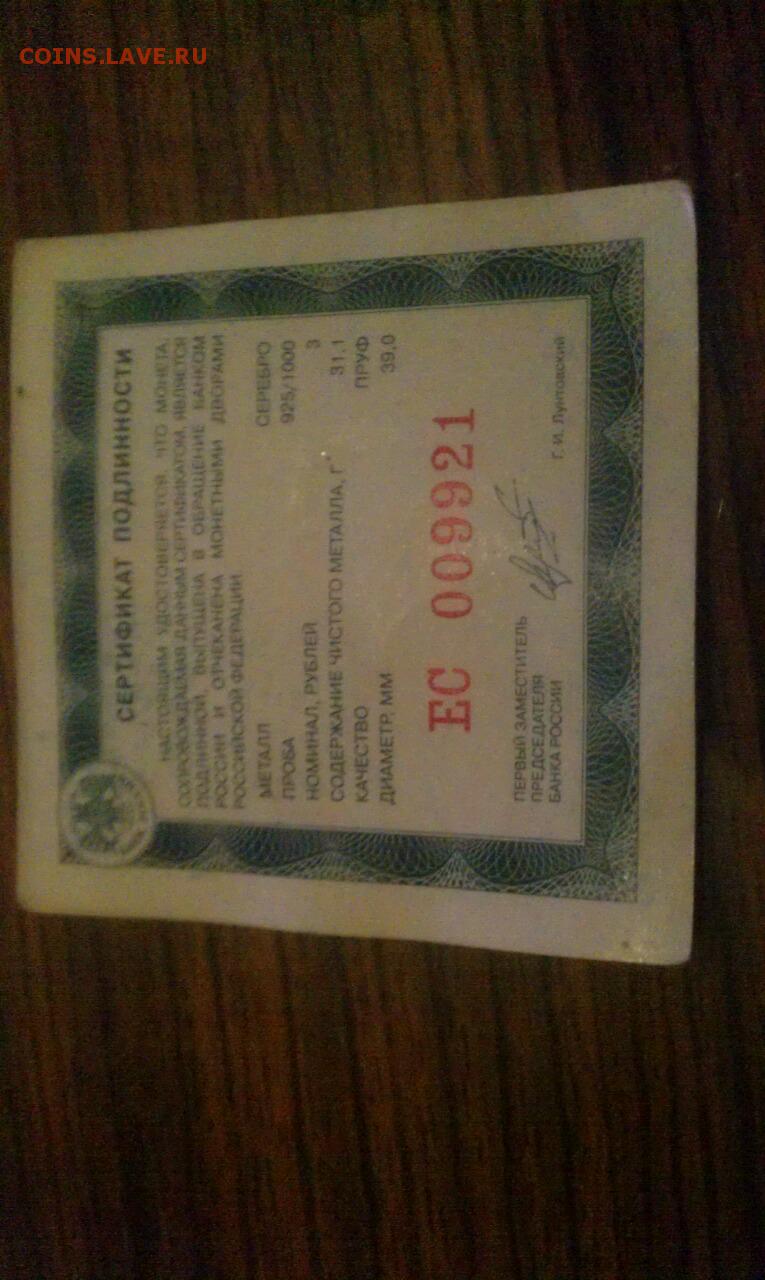 COINS.LAVE.RU
СЕРТИФИКАТ ПОДЛИННОСТИ
НАСТОЯЩИМ УДОСТОВЕРЯЕТСЯ, ЧТО МОНЕТА,
СОПРОВОЖДАЕМАЯ ДАННЫМ СЕРТИФИКАТОМ, ЯВЛЯЕТСЯ
ПОДЛИННОЙ, ВЫПУЩЕНА В ОБРАЩЕНИЕ БАНКОМ
РОССИИ И ОТЧЕКАНЕНА МОНЕТНЫМИ ДВОРАМИ
РОССИЙСКОЙ ФЕДЕРАЦИИ
МЕТАЛЛ СЕРЕБРО
ПРОБА 925/1000
НОМИНАЛ, РУБЛЕЙ 3
СОДЕРЖАНИЕ ЧИСТОГО МЕТАЛЛА, Г 31,1
КАЧЕСТВО ПРУФ
ДИАМЕТР, ММ 39,0
ЕС 009921
ПЕРВЫЙ ЗАМЕСТИТЕЛЬ
ПРЕДСЕДАТЕЛЯ
БАНКА РОССИИ Г. И. Лунтовский